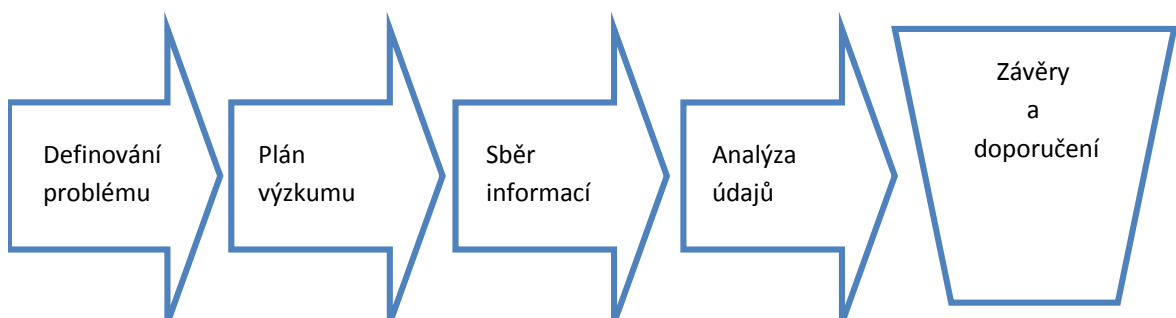 Definování
problému
Plán
výzkumu
Sběr
informací
Analýza
údajů
Závěry
a
doporučení